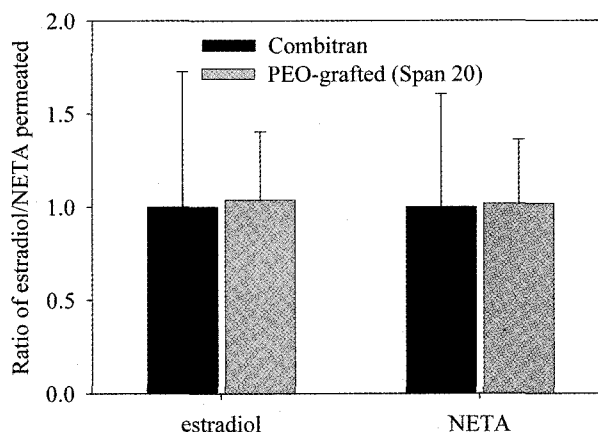 Ratio of estradiol/NETA permeated
2.0
1.5
1.0
0.5
0.0
Combitran
PEO-grafted (Span 20)
estradiol
NETA